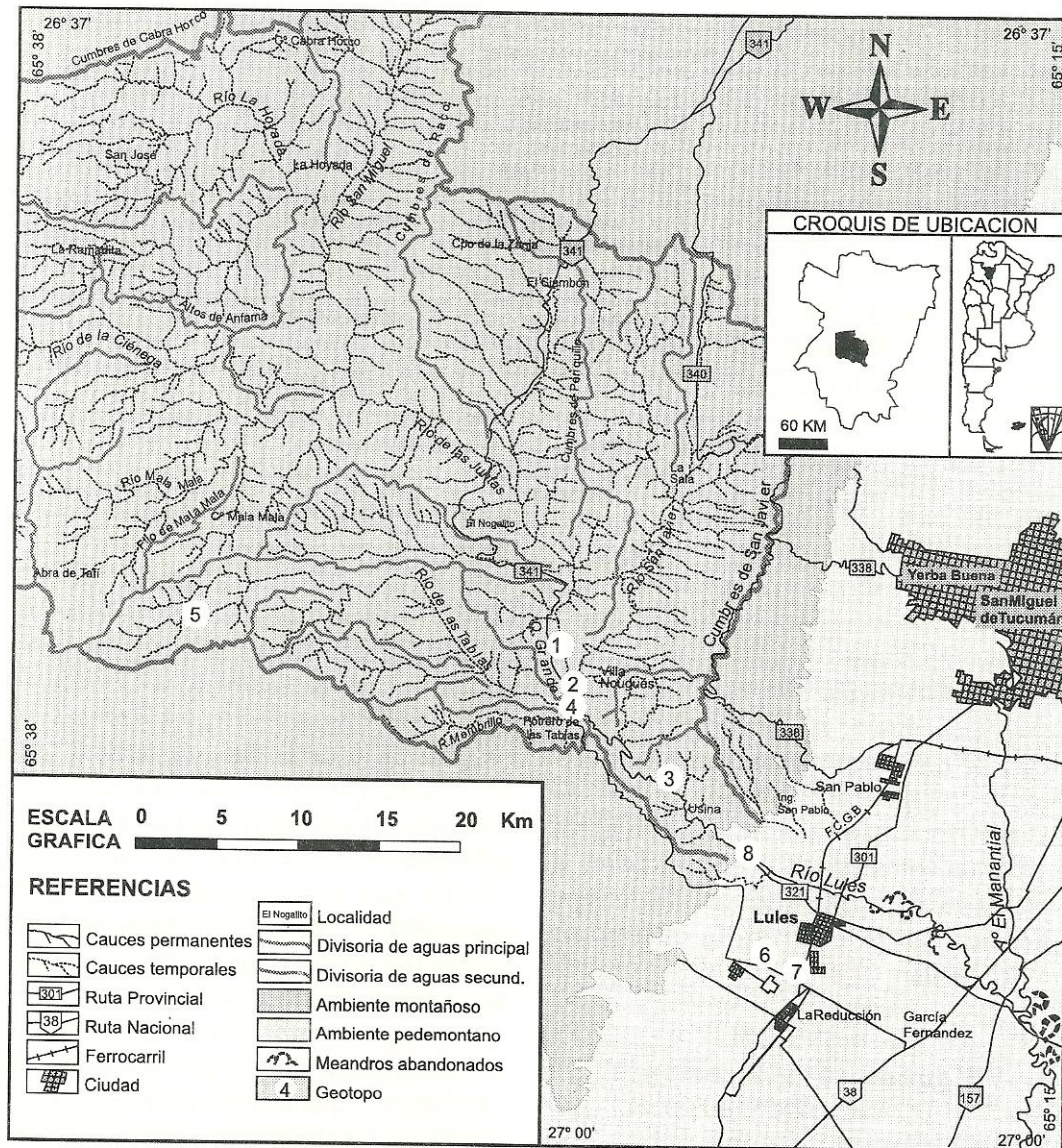 26° 37'
26° 37'
65° 38'
65° 15'
Cumbres de Cabra Horco
Cº Cabra Horco
341
N
W E
S
Río La Hoyada
San José
La Hoyada
Río San Miguel
Cumbre de Raco
CROQUIS DE UBICACION
60 KM
La Ramadita
Altos de Anfama
Cpo de la Zanja
341
El Siambón
Río de la Ciénega
340
Cumbres de Periquillo
Río de las Juntas
La Sala
Río Mala Mala
Filo de Mala Mala
Cº Mala Mala
El Nogalito
Río San Javier
Cumbres de San Javier
Abra de Tafí
341
338
Yerba Buena
San Miguel
de Tucumán
5
Río de las Tablas
Q. Grande
1
2
4
Villa
Nougués
R. Membrillo
Potrero de
las Tablas
65° 38'
338
3
Usina
Ing.
San Pablo
San Pablo
F.C.G.B.
301
8
Río Lules
321
Lules
Aº El Manantial
6
7
La Reducción
García
Fernández
38
157
65° 15'
27° 00'
27° 00'
ESCALA
GRAFICA
0 5 10 15 20 Km
REFERENCIAS
Cauces permanentes
Cauces temporales
301 Ruta Provincial
38 Ruta Nacional
Ferrocarril
Ciudad
El Nogalito Localidad
Divisoria de aguas principal
Divisoria de aguas secund.
Ambiente montañoso
Ambiente pedemontano
Meandros abandonados
4 Geotopo